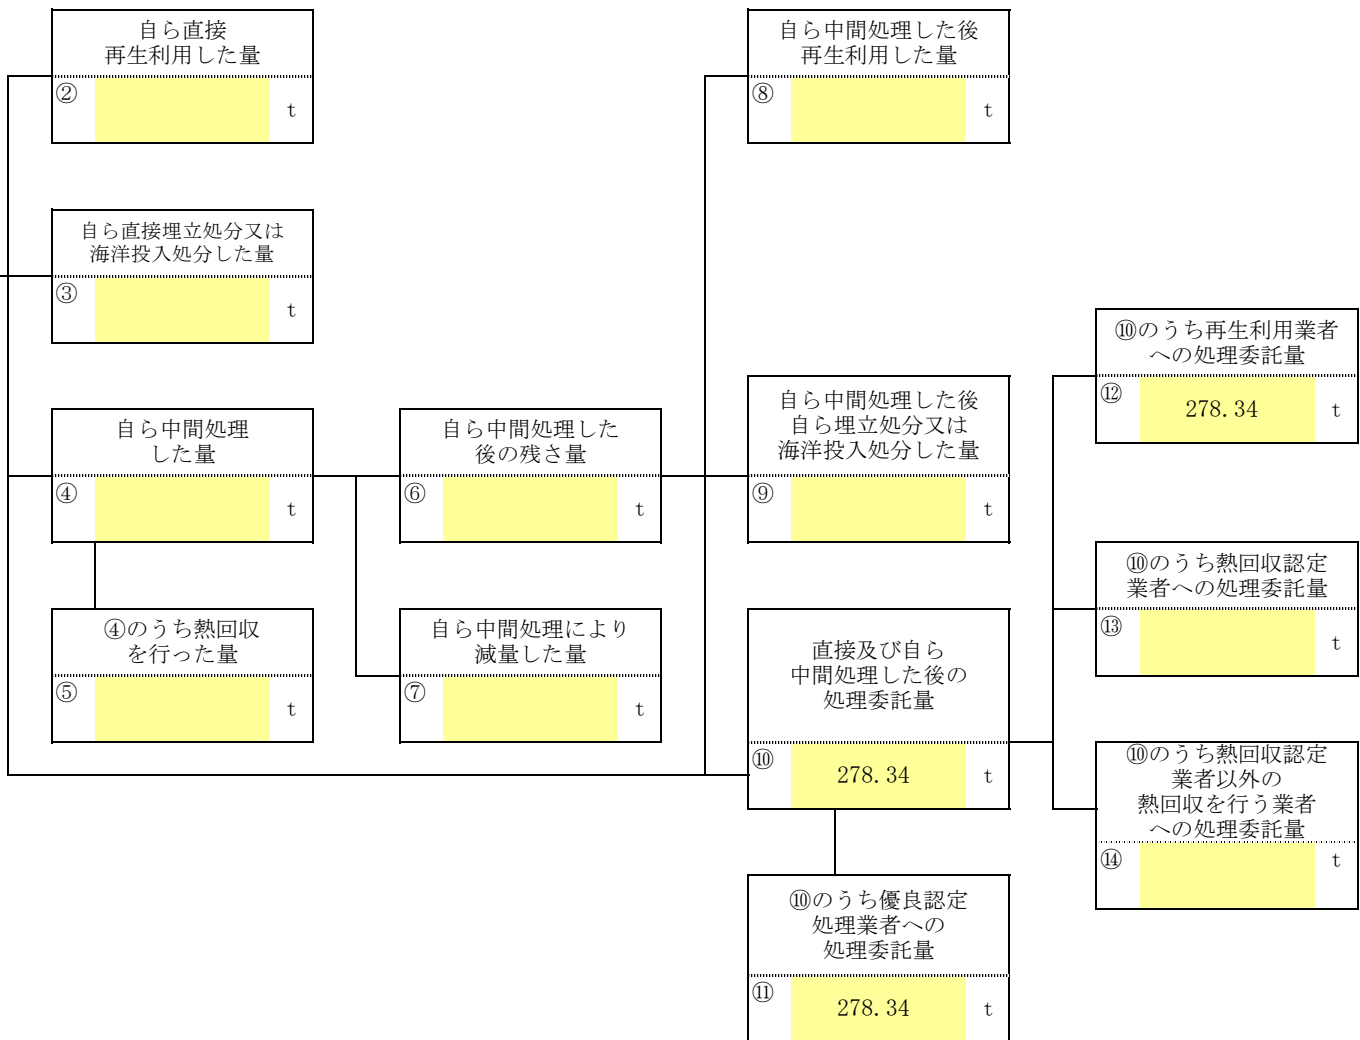 自ら直接
再生利用した量
②
t
自ら直接埋立処分又は
海洋投入処分した量
③
t
自ら中間処理
した量
④
t
④のうち熱回収
を行った量
⑤
t
自ら中間処理した
後の残さ量
⑥
t
自ら中間処理により
減量した量
⑦
t
自ら中間処理した後
再生利用した量
⑧
t
自ら中間処理した後
自ら埋立処分又は
海洋投入処分した量
⑨
t
直接及び自ら
中間処理した後の
処理委託量
⑩ 278.34 t
⑩のうち優良認定
処理業者への
処理委託量
⑪ 278.34 t
⑩のうち再生利用業者
への処理委託量
⑫ 278.34 t
⑩のうち熱回収認定
業者への処理委託量
⑬
t
⑩のうち熱回収認定
業者以外の
熱回収を行う業者
への処理委託量
⑭
t